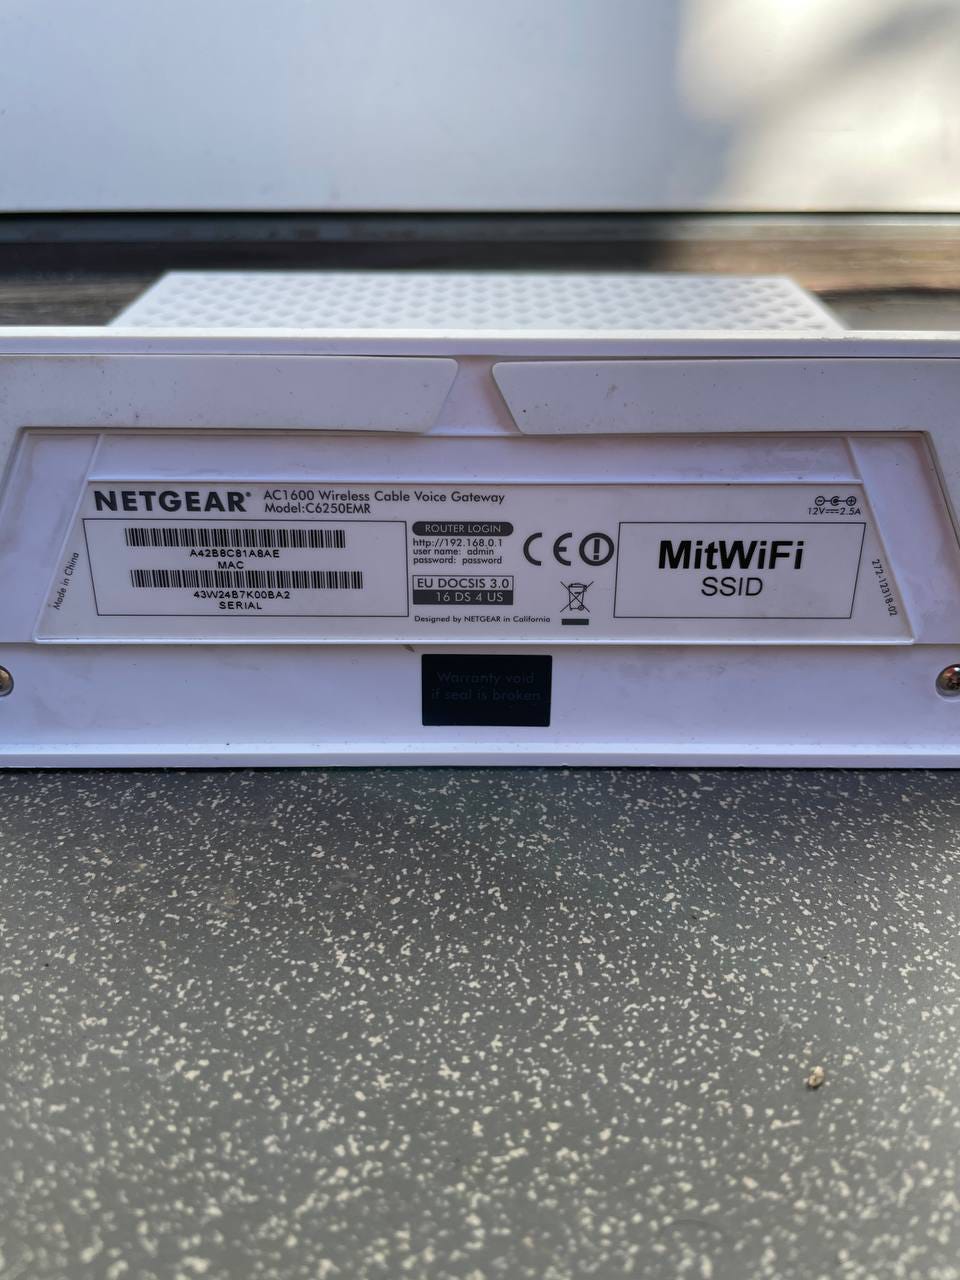 NETGEAR® AC1600 Wireless Cable Voice Gateway
Model:C6250EMR
A42B8C81A8AE
MAC
43W24B7K00BA2
SERIAL
Made in China
ROUTER LOGIN
http://192.168.0.1
user name: admin
password: password
EU DOCSIS 3.0
16 DS 4 US
Designed by NETGEAR in California
CE
MitWiFi
SSID
12V⎓2.5A
272-12318-02
Warranty void
if seal is broken